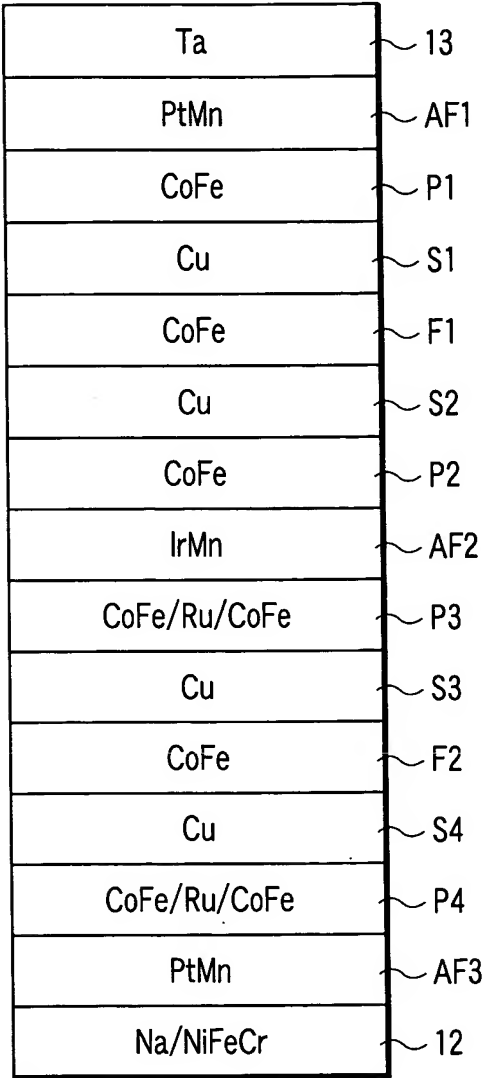 Ta 13
PtMn AF1
CoFe P1
Cu S1
CoFe F1
Cu S2
CoFe P2
IrMn AF2
CoFe/Ru/CoFe P3
Cu S3
CoFe F2
Cu S4
CoFe/Ru/CoFe P4
PtMn AF3
Na/NiFeCr 12